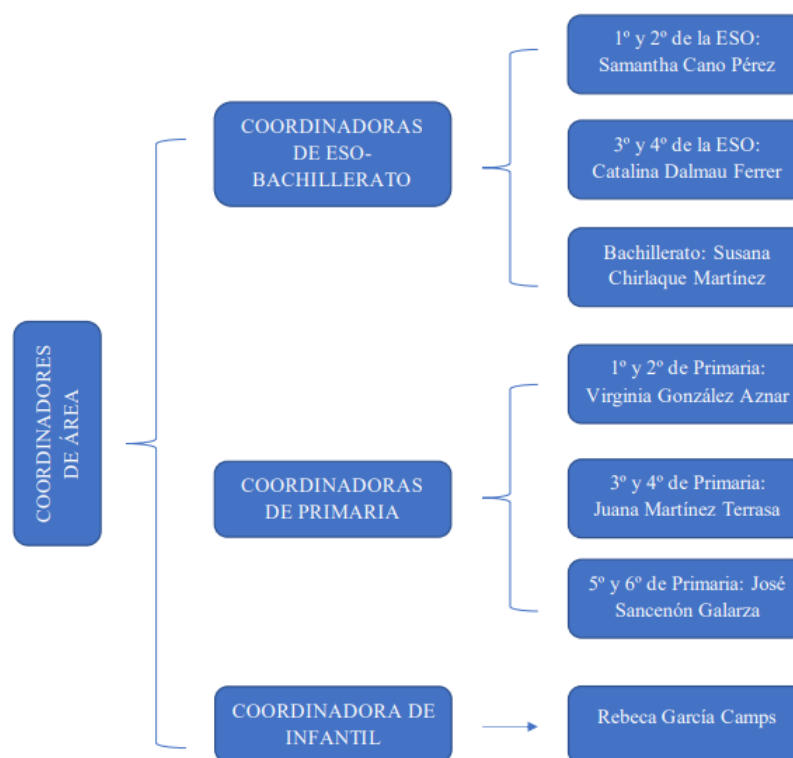 COORDINADORES
DE ÁREA
COORDINADORAS
DE ESO-
BACHILLERATO
1º y 2º de la ESO:
Samantha Cano Pérez
3º y 4º de la ESO:
Catalina Dalmau Ferrer
Bachillerato: Susana
Chirlaque Martínez
COORDINADORAS
DE PRIMARIA
1º y 2º de Primaria:
Virginia González Aznar
3º y 4º de Primaria:
Juana Martínez Terrasa
5º y 6º de Primaria: José
Sancenón Galarza
COORDINADORA DE
INFANTIL
Rebeca García Camps